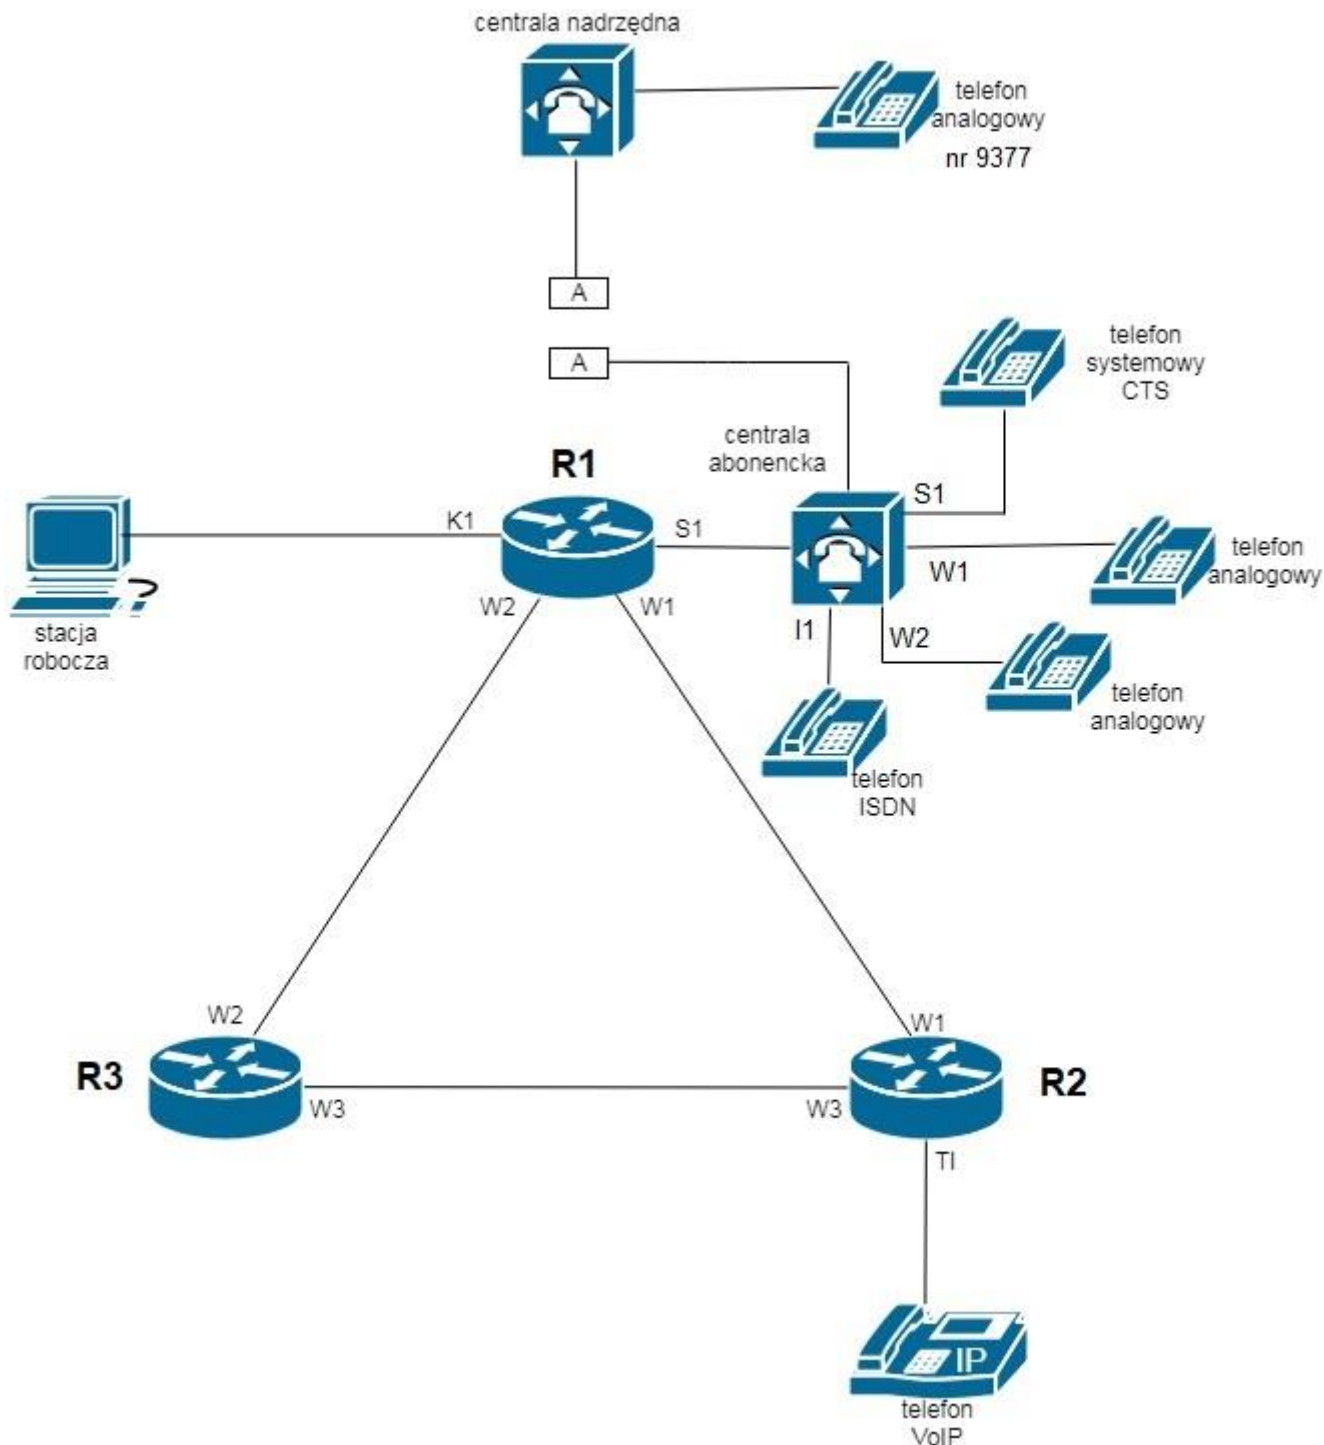 centrala nadrzędna
telefon
analogowy
nr 9377
A
A
telefon
systemowy
CTS
centrala
abonencka
R1
S1
K1
S1
W1
telefon
analogowy
W2
W1
I1
W2
stacja
robocza
telefon
analogowy
telefon
ISDN
W2
W1
R3
R2
W3
W3
TI
IP
telefon
VoIP